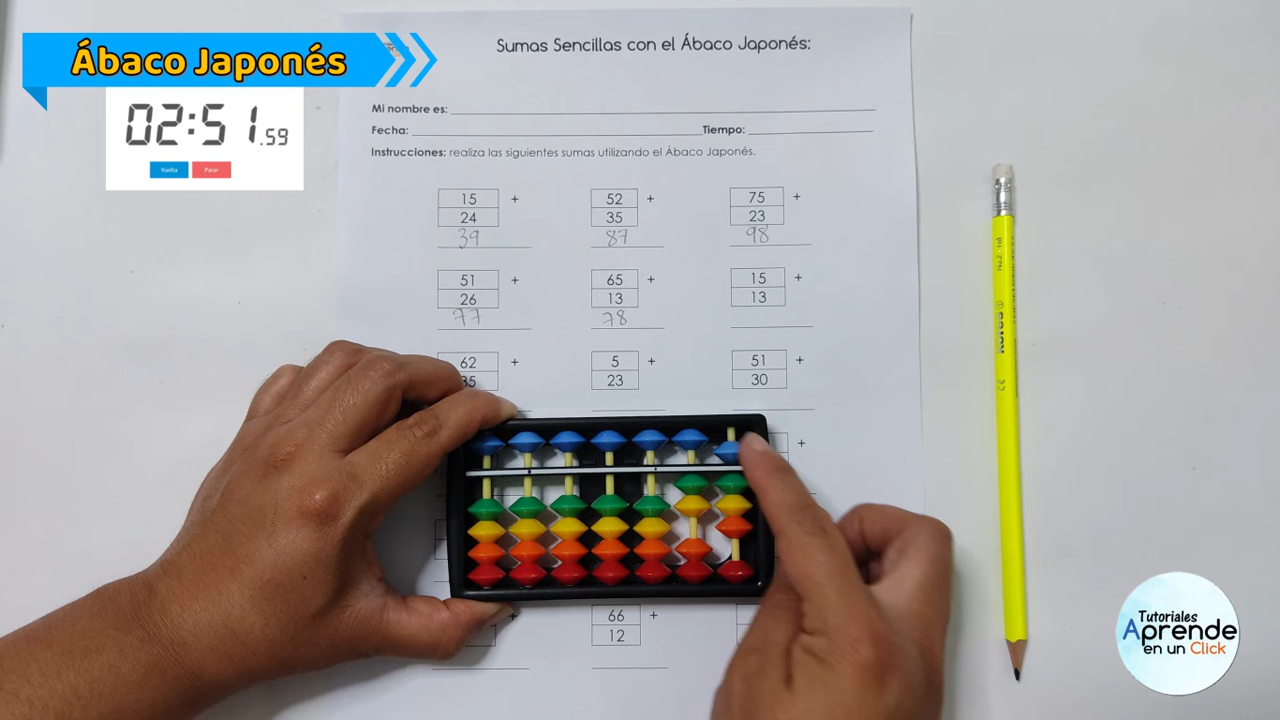 Ábaco Japonés
02:51.59
Vuelta Parar
Sumas Sencillas con el Ábaco Japonés:
Mi nombre es:
Fecha: Tiempo:
Instrucciones: realiza las siguientes sumas utilizando el Ábaco Japonés.
15 + 52 + 75 +
24 35 23
39 87 98
51 + 65 + 15 +
26 13 13
77 78
62 + 5 + 51 +
35 23 30
+
+ 66 +
12
Tutoriales
Aprende
en un Click